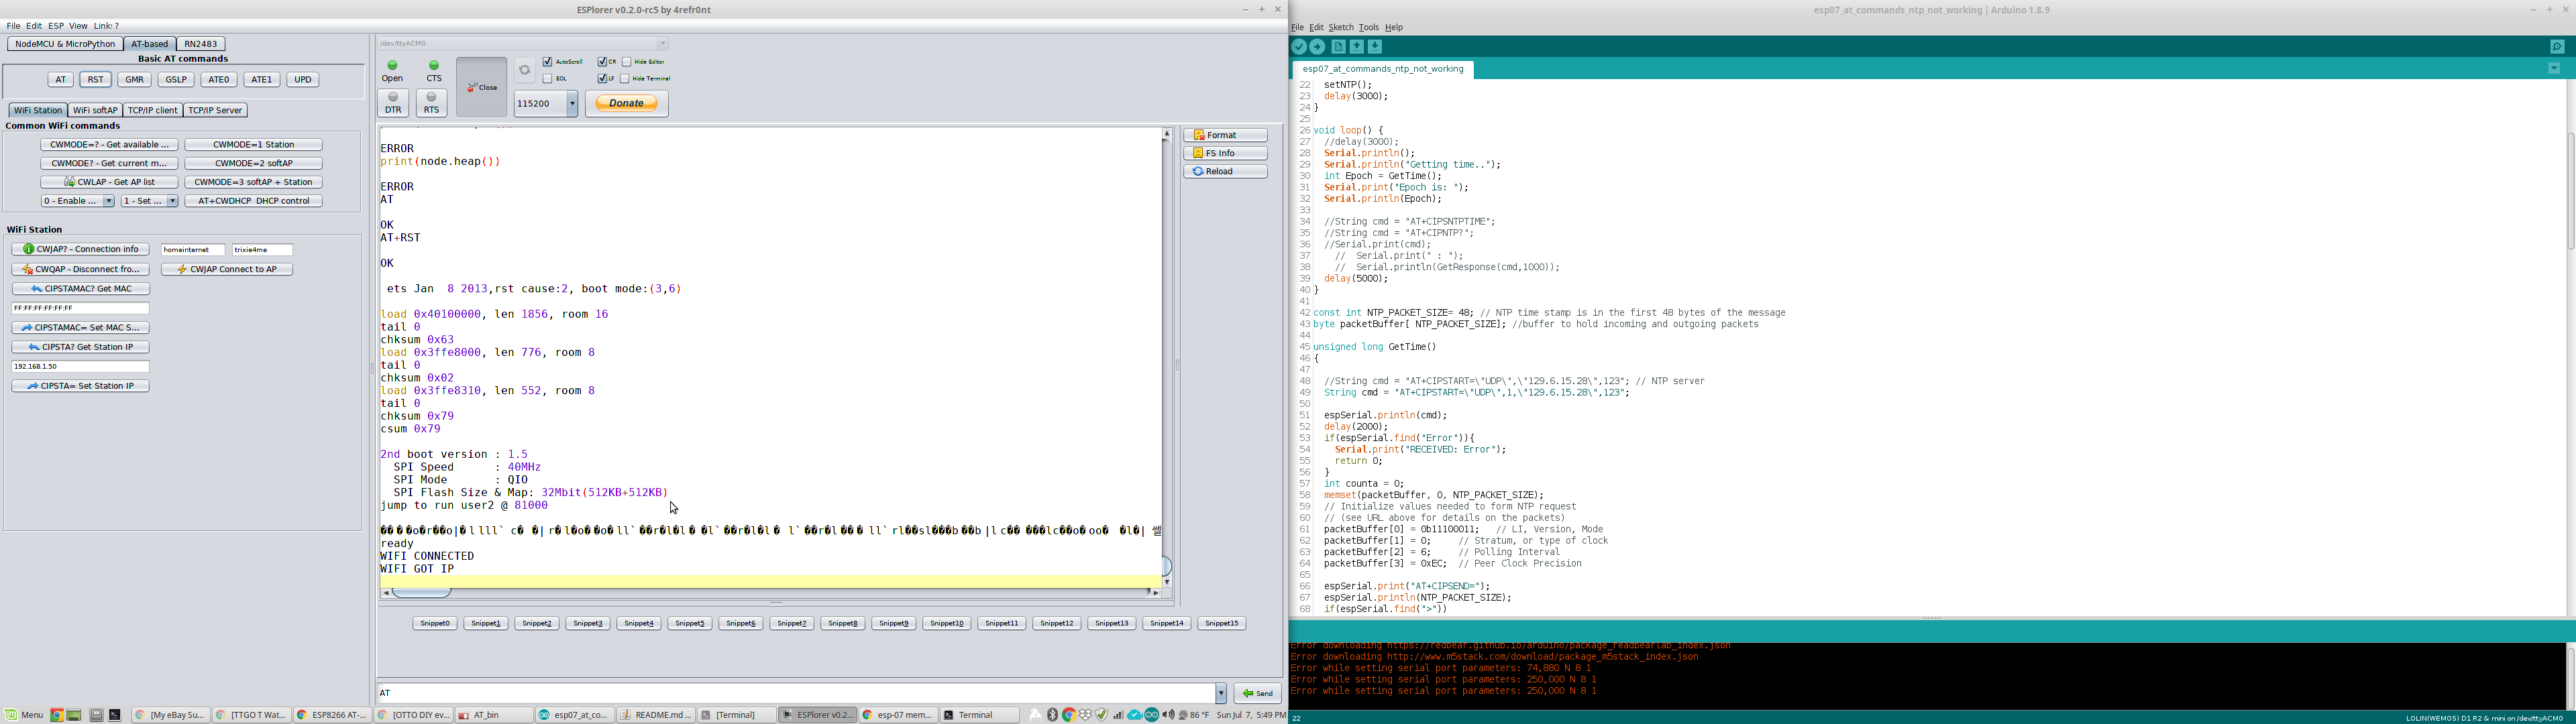 ESPlorer v0.2.0-rc5 by 4refr0nt
File Edit ESP View Links ?
NodeMCU & MicroPython AT-based RN2483
Basic AT commands
AT RST GMR GSLP ATE0 ATE1 UPD
WiFi Station WiFi softAP TCP/IP client TCP/IP Server
Common WiFi commands
CWMODE=? - Get available ... CWMODE=1 Station
CWMODE? - Get current m... CWMODE=2 softAP
CWLAP - Get AP list CWMODE=3 softAP + Station
0 - Enable ... 1 - Set ... AT+CWDHCP DHCP control
WiFi Station
CWJAP? - Connection info homeinternet trixie4me
CWQAP - Disconnect fro... CWJAP Connect to AP
CIPSTAMAC? Get MAC
FF:FF:FF:FF:FF:FF
CIPSTAMAC= Set MAC S...
CIPSTA? Get Station IP
192.168.1.50
CIPSTA= Set Station IP
/dev/ttyACM0
Open CTS Close
AutoScroll CR Hide Editor
EOL LF Hide Terminal
DTR RTS 115200 Donate
ERROR
print(node.heap())
ERROR
AT
OK
AT+RST
OK
ets Jan  8 2013,rst cause:2, boot mode:(3,6)
load 0x40100000, len 1856, room 16
tail 0
chksum 0x63
load 0x3ffe8000, len 776, room 8
tail 0
chksum 0x02
load 0x3ffe8310, len 552, room 8
tail 0
chksum 0x79
csum 0x79
2nd boot version : 1.5
SPI Speed      : 40MHz
SPI Mode       : QIO
SPI Flash Size & Map: 32Mbit(512KB+512KB)
jump to run user2 @ 81000
ready
WIFI CONNECTED
WIFI GOT IP
Format
FS Info
Reload
Snippet0 Snippet1 Snippet2 Snippet3 Snippet4 Snippet5 Snippet6 Snippet7 Snippet8 Snippet9 Snippet10 Snippet11 Snippet12 Snippet13 Snippet14 Snippet15
AT Send
esp07_at_commands_ntp_not_working | Arduino 1.8.9
File Edit Sketch Tools Help
esp07_at_commands_ntp_not_working
22 setNTP();
23 delay(3000);
24 }
25
26 void loop() {
27 //delay(3000);
28 Serial.println();
29 Serial.println("Getting time..");
30 int Epoch = GetTime();
31 Serial.print("Epoch is: ");
32 Serial.println(Epoch);
33
34 //String cmd = "AT+CIPSNTPTIME";
35 //String cmd = "AT+CIPNTP?";
36 //Serial.print(cmd);
37 //  Serial.print(" : ");
38 //  Serial.println(GetResponse(cmd,1000));
39 delay(5000);
40 }
41
42 const int NTP_PACKET_SIZE= 48; // NTP time stamp is in the first 48 bytes of the message
43 byte packetBuffer[ NTP_PACKET_SIZE]; //buffer to hold incoming and outgoing packets
44
45 unsigned long GetTime()
46 {
47
48 //String cmd = "AT+CIPSTART=\"UDP\",\"129.6.15.28\",123"; // NTP server
49 String cmd = "AT+CIPSTART=\"UDP\",1,\"129.6.15.28\",123";
50
51 espSerial.println(cmd);
52 delay(2000);
53 if(espSerial.find("Error")){
54 Serial.print("RECEIVED: Error");
55 return 0;
56 }
57 int counta = 0;
58 memset(packetBuffer, 0, NTP_PACKET_SIZE);
59 // Initialize values needed to form NTP request
60 // (see URL above for details on the packets)
61 packetBuffer[0] = 0b11100011;   // LI, Version, Mode
62 packetBuffer[1] = 0;     // Stratum, or type of clock
63 packetBuffer[2] = 6;     // Polling Interval
64 packetBuffer[3] = 0xEC;  // Peer Clock Precision
65
66 espSerial.print("AT+CIPSEND=");
67 espSerial.println(NTP_PACKET_SIZE);
68 if(espSerial.find(">"))
Error downloading https://redbear.github.io/arduino/package_readbearlab_index.json
Error downloading http://www.m5stack.com/download/package_m5stack_index.json
Error while setting serial port parameters: 74,880 N 8 1
Error while setting serial port parameters: 250,000 N 8 1
Error while setting serial port parameters: 250,000 N 8 1
22 LOLIN(WEMOS) D1 R2 & mini on /dev/ttyACM0
Menu [My eBay Su... [TTGO T Wat... ESP8266 AT-... [OTTO DIY ev... AT_bin esp07_at_co... README.md ... [Terminal] ESPlorer v0.2... esp-07 mem... Terminal 86 °F Sun Jul 7, 5:49 PM